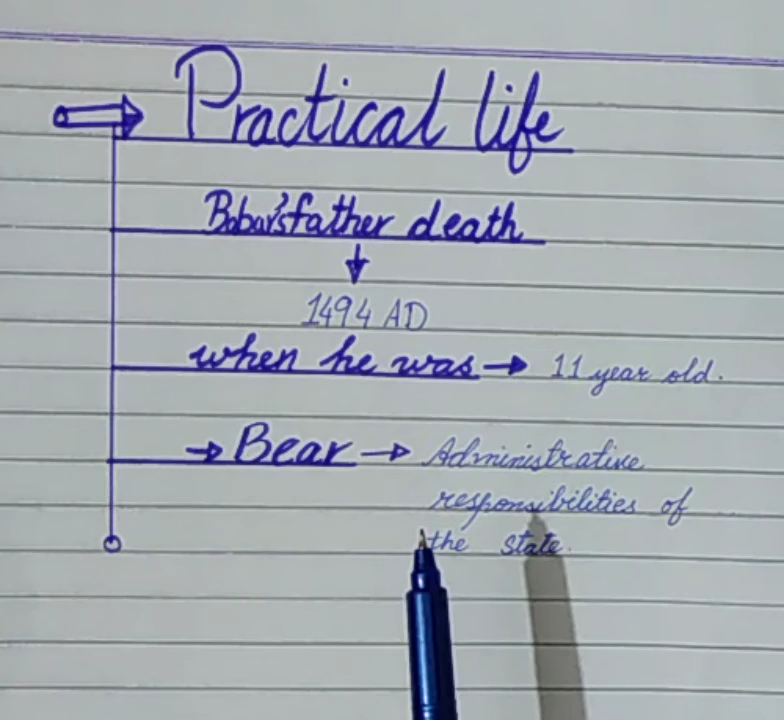 Practical life
Babar's father death
1494 AD
when he was → 11 year old.
→ Bear → Administrative
responsibilities of
the state.